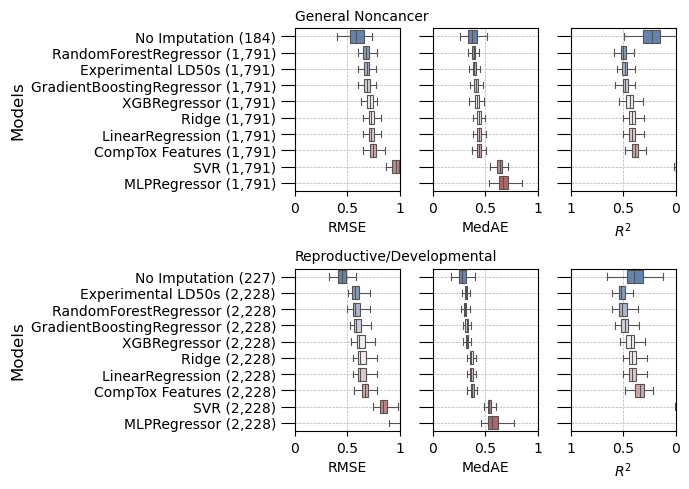 General Noncancer
Models
No Imputation (184)
RandomForestRegressor (1,791)
Experimental LD50s (1,791)
GradientBoostingRegressor (1,791)
XGBRegressor (1,791)
Ridge (1,791)
LinearRegression (1,791)
CompTox Features (1,791)
SVR (1,791)
MLPRegressor (1,791)
0 0.5 1 0 0.5 1 1 0.5 0
RMSE MedAE R²
Reproductive/Developmental
Models
No Imputation (227)
Experimental LD50s (2,228)
RandomForestRegressor (2,228)
GradientBoostingRegressor (2,228)
XGBRegressor (2,228)
Ridge (2,228)
LinearRegression (2,228)
CompTox Features (2,228)
SVR (2,228)
MLPRegressor (2,228)
0 0.5 1 0 0.5 1 1 0.5 0
RMSE MedAE R²